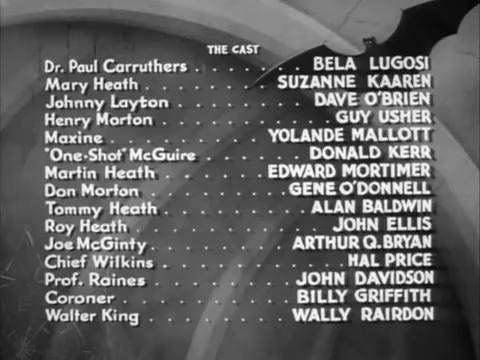 THE CAST
Dr. Paul Carruthers . . . . . . BELA LUGOSI
Mary Heath . . . . . . . SUZANNE KAAREN
Johnny Layton . . . . . . . DAVE O'BRIEN
Henry Morton . . . . . . . . GUY USHER
Maxine . . . . . . . . YOLANDE MALLOTT
"One-Shot" McGuire . . . . . DONALD KERR
Martin Heath . . . . . EDWARD MORTIMER
Don Morton . . . . . . . GENE O'DONNELL
Tommy Heath . . . . . . . ALAN BALDWIN
Roy Heath . . . . . . . . . JOHN ELLIS
Joe McGinty . . . . . . ARTHUR Q. BRYAN
Chief Wilkins . . . . . . . . HAL PRICE
Prof. Raines . . . . . . JOHN DAVIDSON
Coroner . . . . . . . . BILLY GRIFFITH
Walter King . . . . . . WALLY RAIRDON